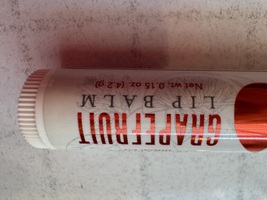 GRAPEFRUIT
LIP BALM
Net wt. 0.15 oz (4.2 g)